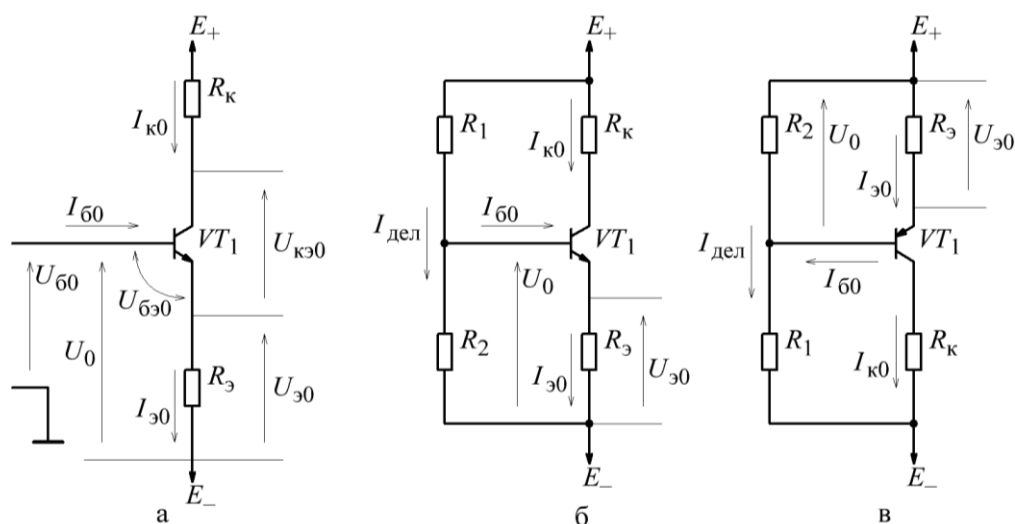 E₊
Rк
Iк0
Iб0
VT₁
Uкэ0
Uб0
Uбэ0
U₀
Rэ
Iэ0
Uэ0
E₋
а
E₊
R₁
Rк
Iк0
Iдел
Iб0
VT₁
U₀
R₂
Rэ
Iэ0
Uэ0
E₋
б
E₊
R₂
U₀
Rэ
Uэ0
Iэ0
Iдел
VT₁
Iб0
R₁
Rк
Iк0
E₋
в